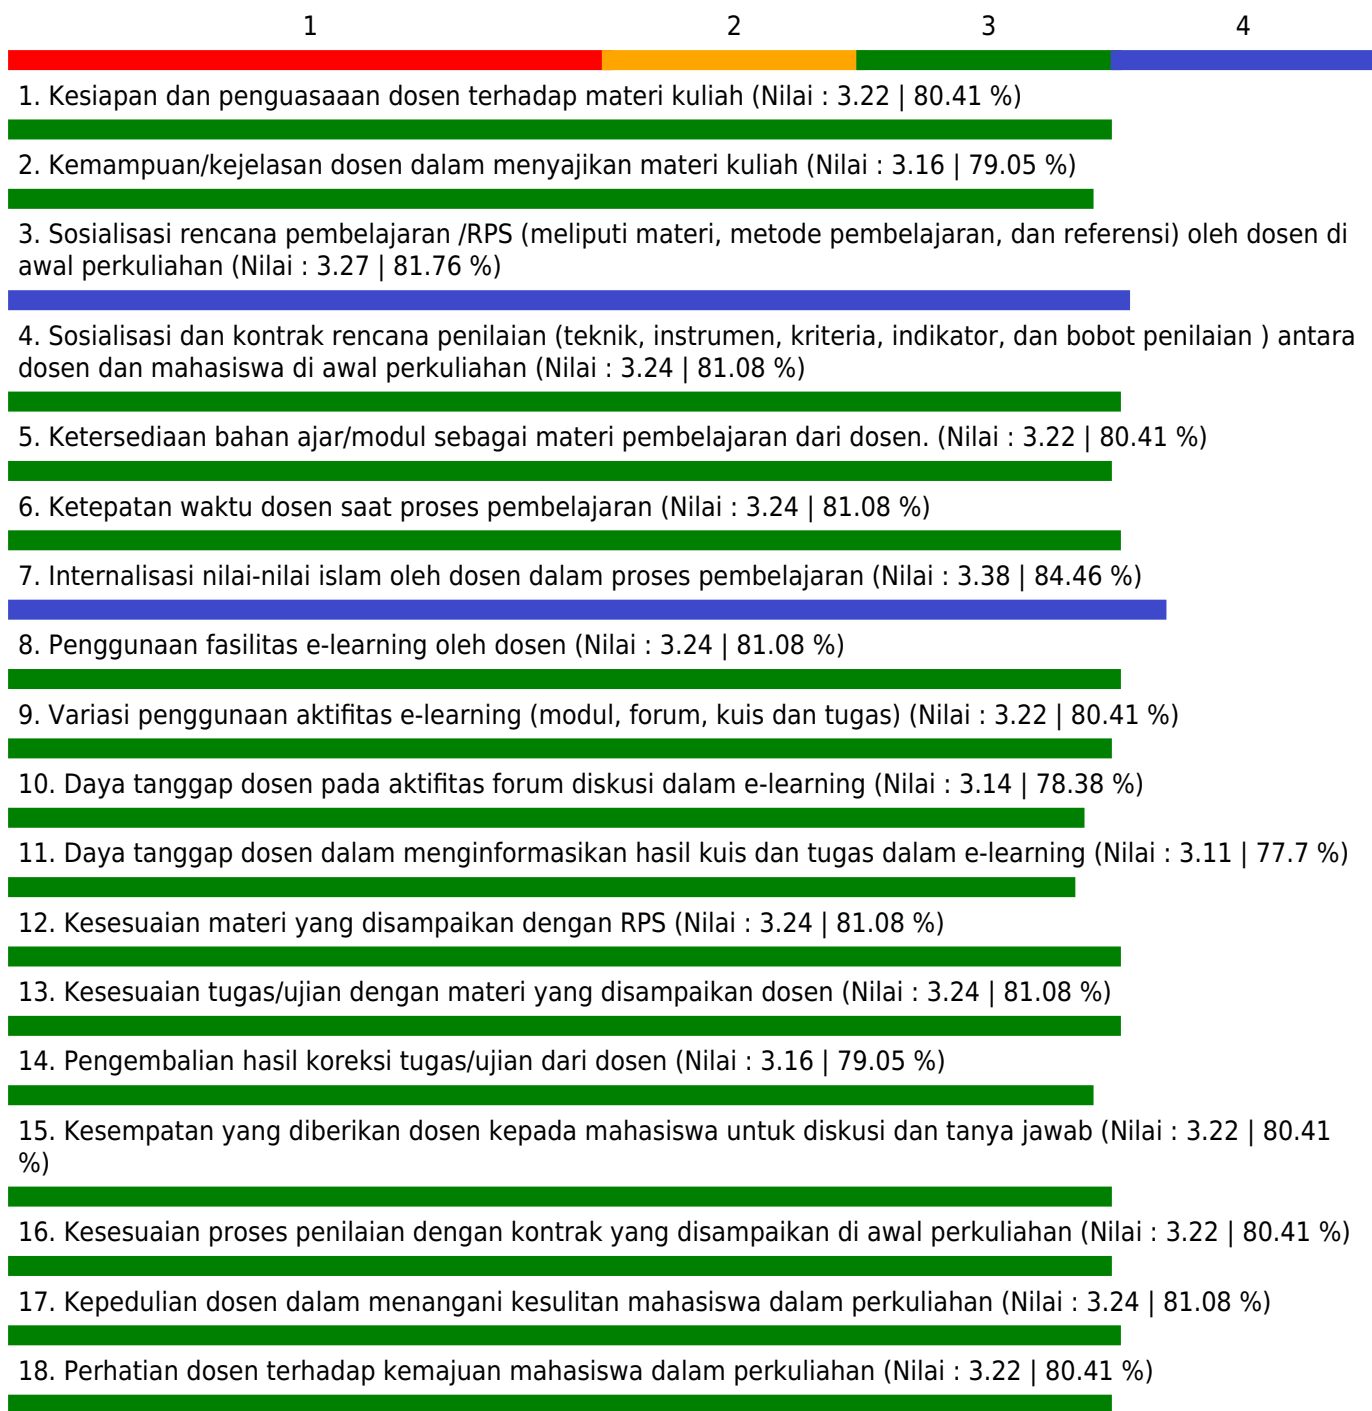 1 2 3 4
1. Kesiapan dan penguasaaan dosen terhadap materi kuliah (Nilai : 3.22 | 80.41 %)
2. Kemampuan/kejelasan dosen dalam menyajikan materi kuliah (Nilai : 3.16 | 79.05 %)
3. Sosialisasi rencana pembelajaran /RPS (meliputi materi, metode pembelajaran, dan referensi) oleh dosen di
awal perkuliahan (Nilai : 3.27 | 81.76 %)
4. Sosialisasi dan kontrak rencana penilaian (teknik, instrumen, kriteria, indikator, dan bobot penilaian ) antara
dosen dan mahasiswa di awal perkuliahan (Nilai : 3.24 | 81.08 %)
5. Ketersediaan bahan ajar/modul sebagai materi pembelajaran dari dosen. (Nilai : 3.22 | 80.41 %)
6. Ketepatan waktu dosen saat proses pembelajaran (Nilai : 3.24 | 81.08 %)
7. Internalisasi nilai-nilai islam oleh dosen dalam proses pembelajaran (Nilai : 3.38 | 84.46 %)
8. Penggunaan fasilitas e-learning oleh dosen (Nilai : 3.24 | 81.08 %)
9. Variasi penggunaan aktifitas e-learning (modul, forum, kuis dan tugas) (Nilai : 3.22 | 80.41 %)
10. Daya tanggap dosen pada aktifitas forum diskusi dalam e-learning (Nilai : 3.14 | 78.38 %)
11. Daya tanggap dosen dalam menginformasikan hasil kuis dan tugas dalam e-learning (Nilai : 3.11 | 77.7 %)
12. Kesesuaian materi yang disampaikan dengan RPS (Nilai : 3.24 | 81.08 %)
13. Kesesuaian tugas/ujian dengan materi yang disampaikan dosen (Nilai : 3.24 | 81.08 %)
14. Pengembalian hasil koreksi tugas/ujian dari dosen (Nilai : 3.16 | 79.05 %)
15. Kesempatan yang diberikan dosen kepada mahasiswa untuk diskusi dan tanya jawab (Nilai : 3.22 | 80.41
%)
16. Kesesuaian proses penilaian dengan kontrak yang disampaikan di awal perkuliahan (Nilai : 3.22 | 80.41 %)
17. Kepedulian dosen dalam menangani kesulitan mahasiswa dalam perkuliahan (Nilai : 3.24 | 81.08 %)
18. Perhatian dosen terhadap kemajuan mahasiswa dalam perkuliahan (Nilai : 3.22 | 80.41 %)